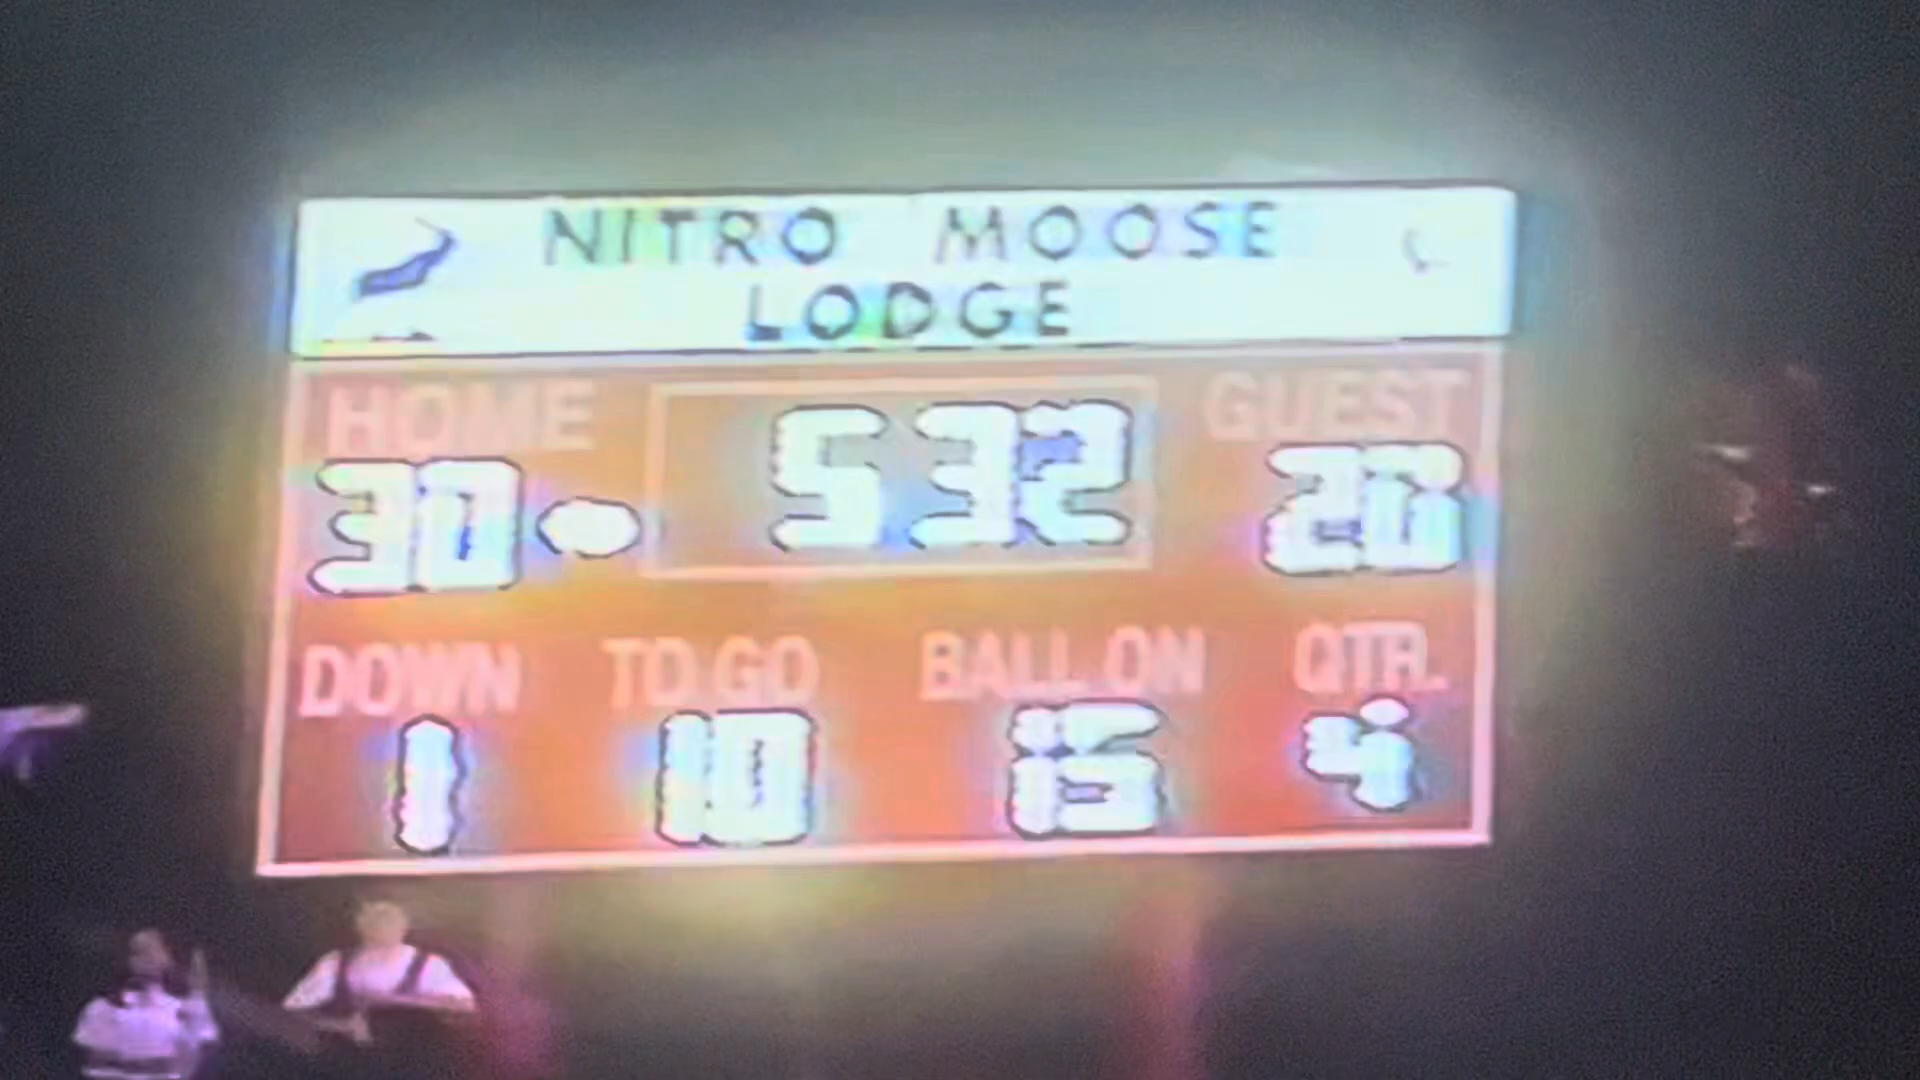 NITRO MOOSE
LODGE
HOME 5 32 GUEST
30 20
DOWN TO GO BALL ON QTR.
1 10 15 4